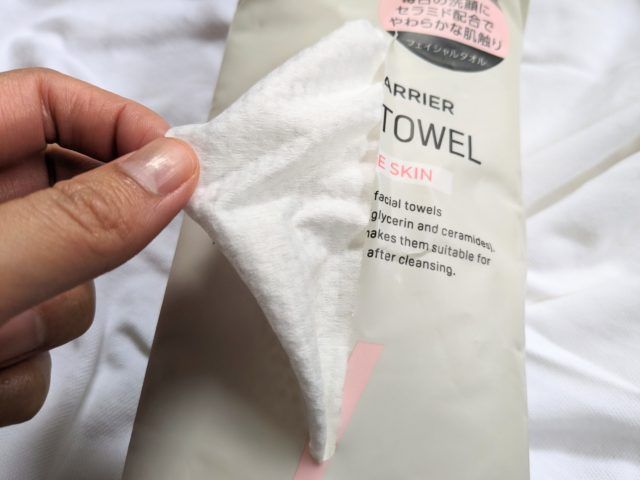 毎日の洗顔に
セラミド配合で
やわらかな肌触り
フェイシャルタオル
ARRIER
TOWEL
E SKIN
facial towels
glycerin and ceramides).
makes them suitable for
after cleansing.